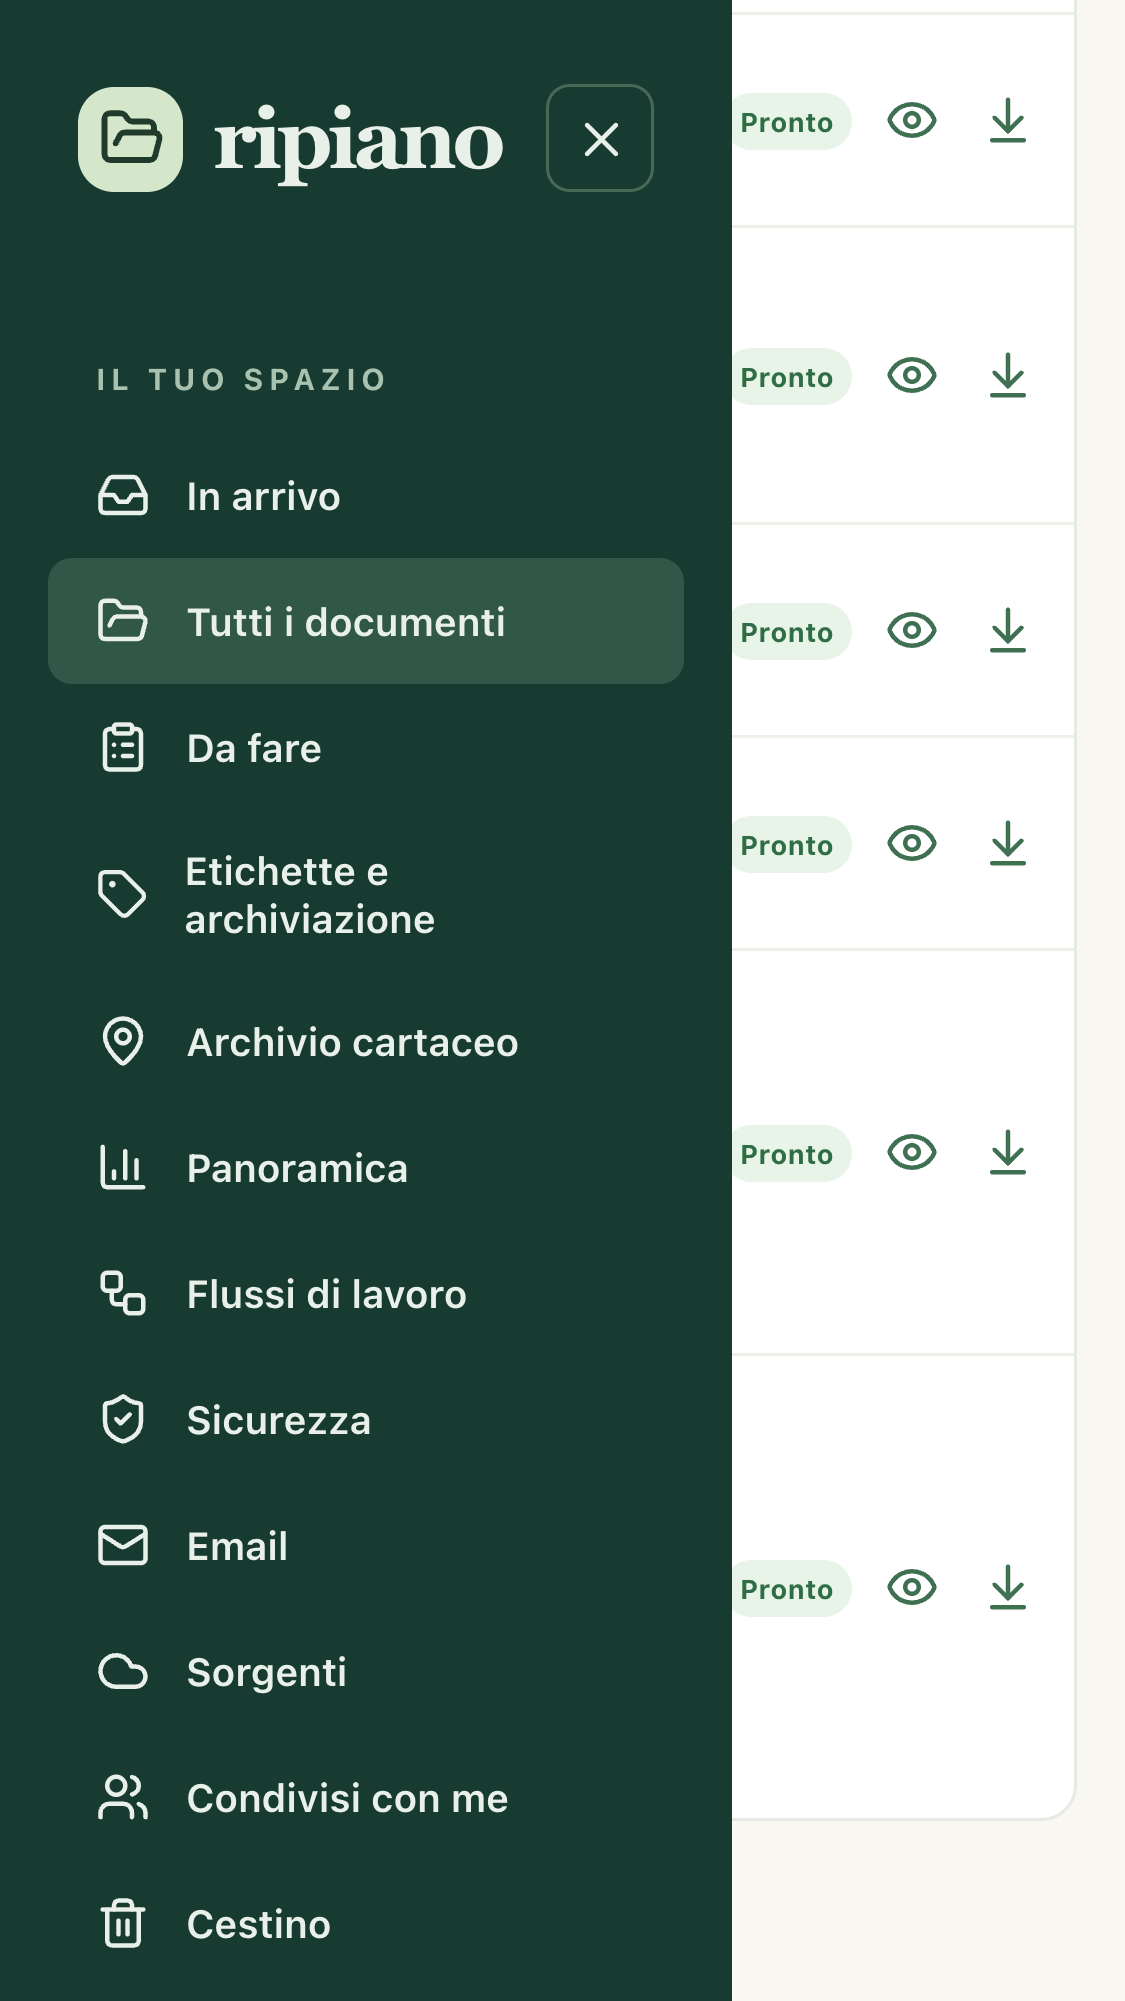 ripiano
IL TUO SPAZIO
In arrivo
Tutti i documenti
Da fare
Etichette e
archiviazione
Archivio cartaceo
Panoramica
Flussi di lavoro
Sicurezza
Email
Sorgenti
Condivisi con me
Cestino
Pronto
Pronto
Pronto
Pronto
Pronto
Pronto